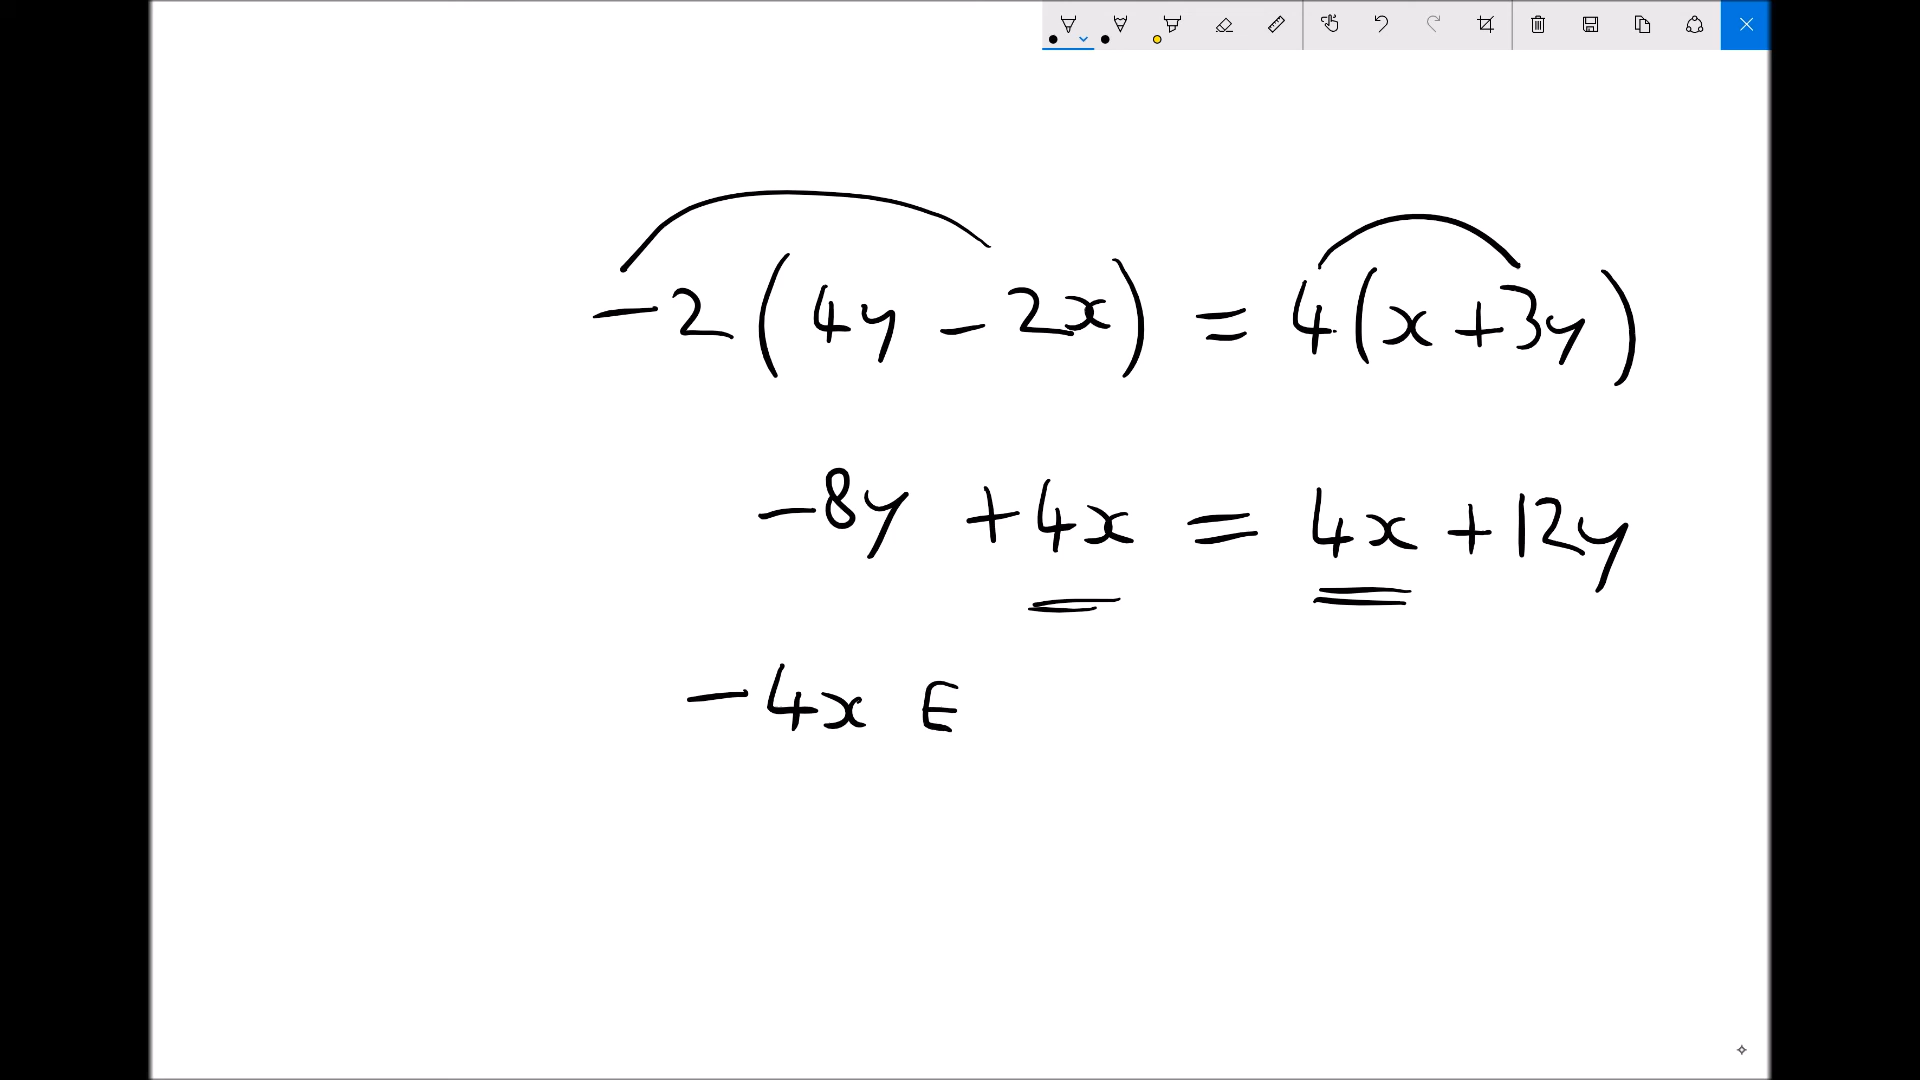 -2(4y - 2x) = 4(x + 3y)
-8y + 4x = 4x + 12y
-4x E